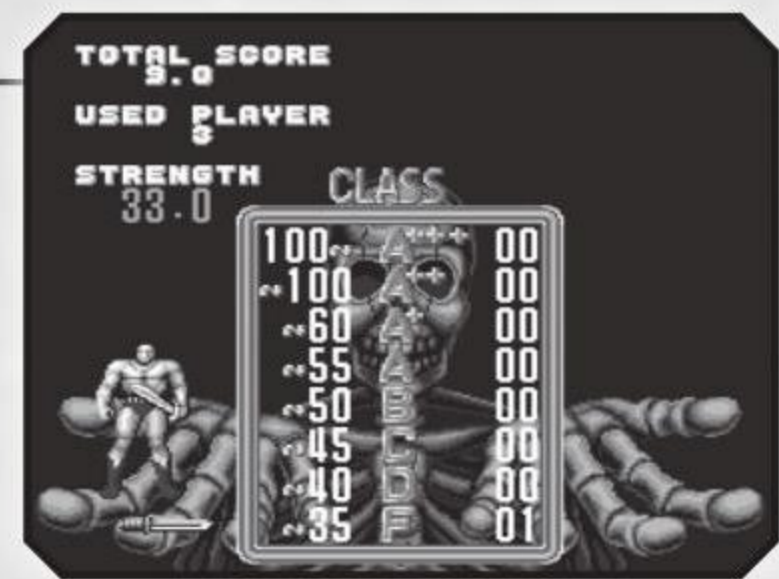 TOTAL SCORE
9.0
USED PLAYER
3
STRENGTH
33.0
CLASS
100~ A+++ 00
~100 A++ 00
~60 A+ 00
~55 A 00
~50 B 00
~45 C 00
~40 D 00
~35 F 01